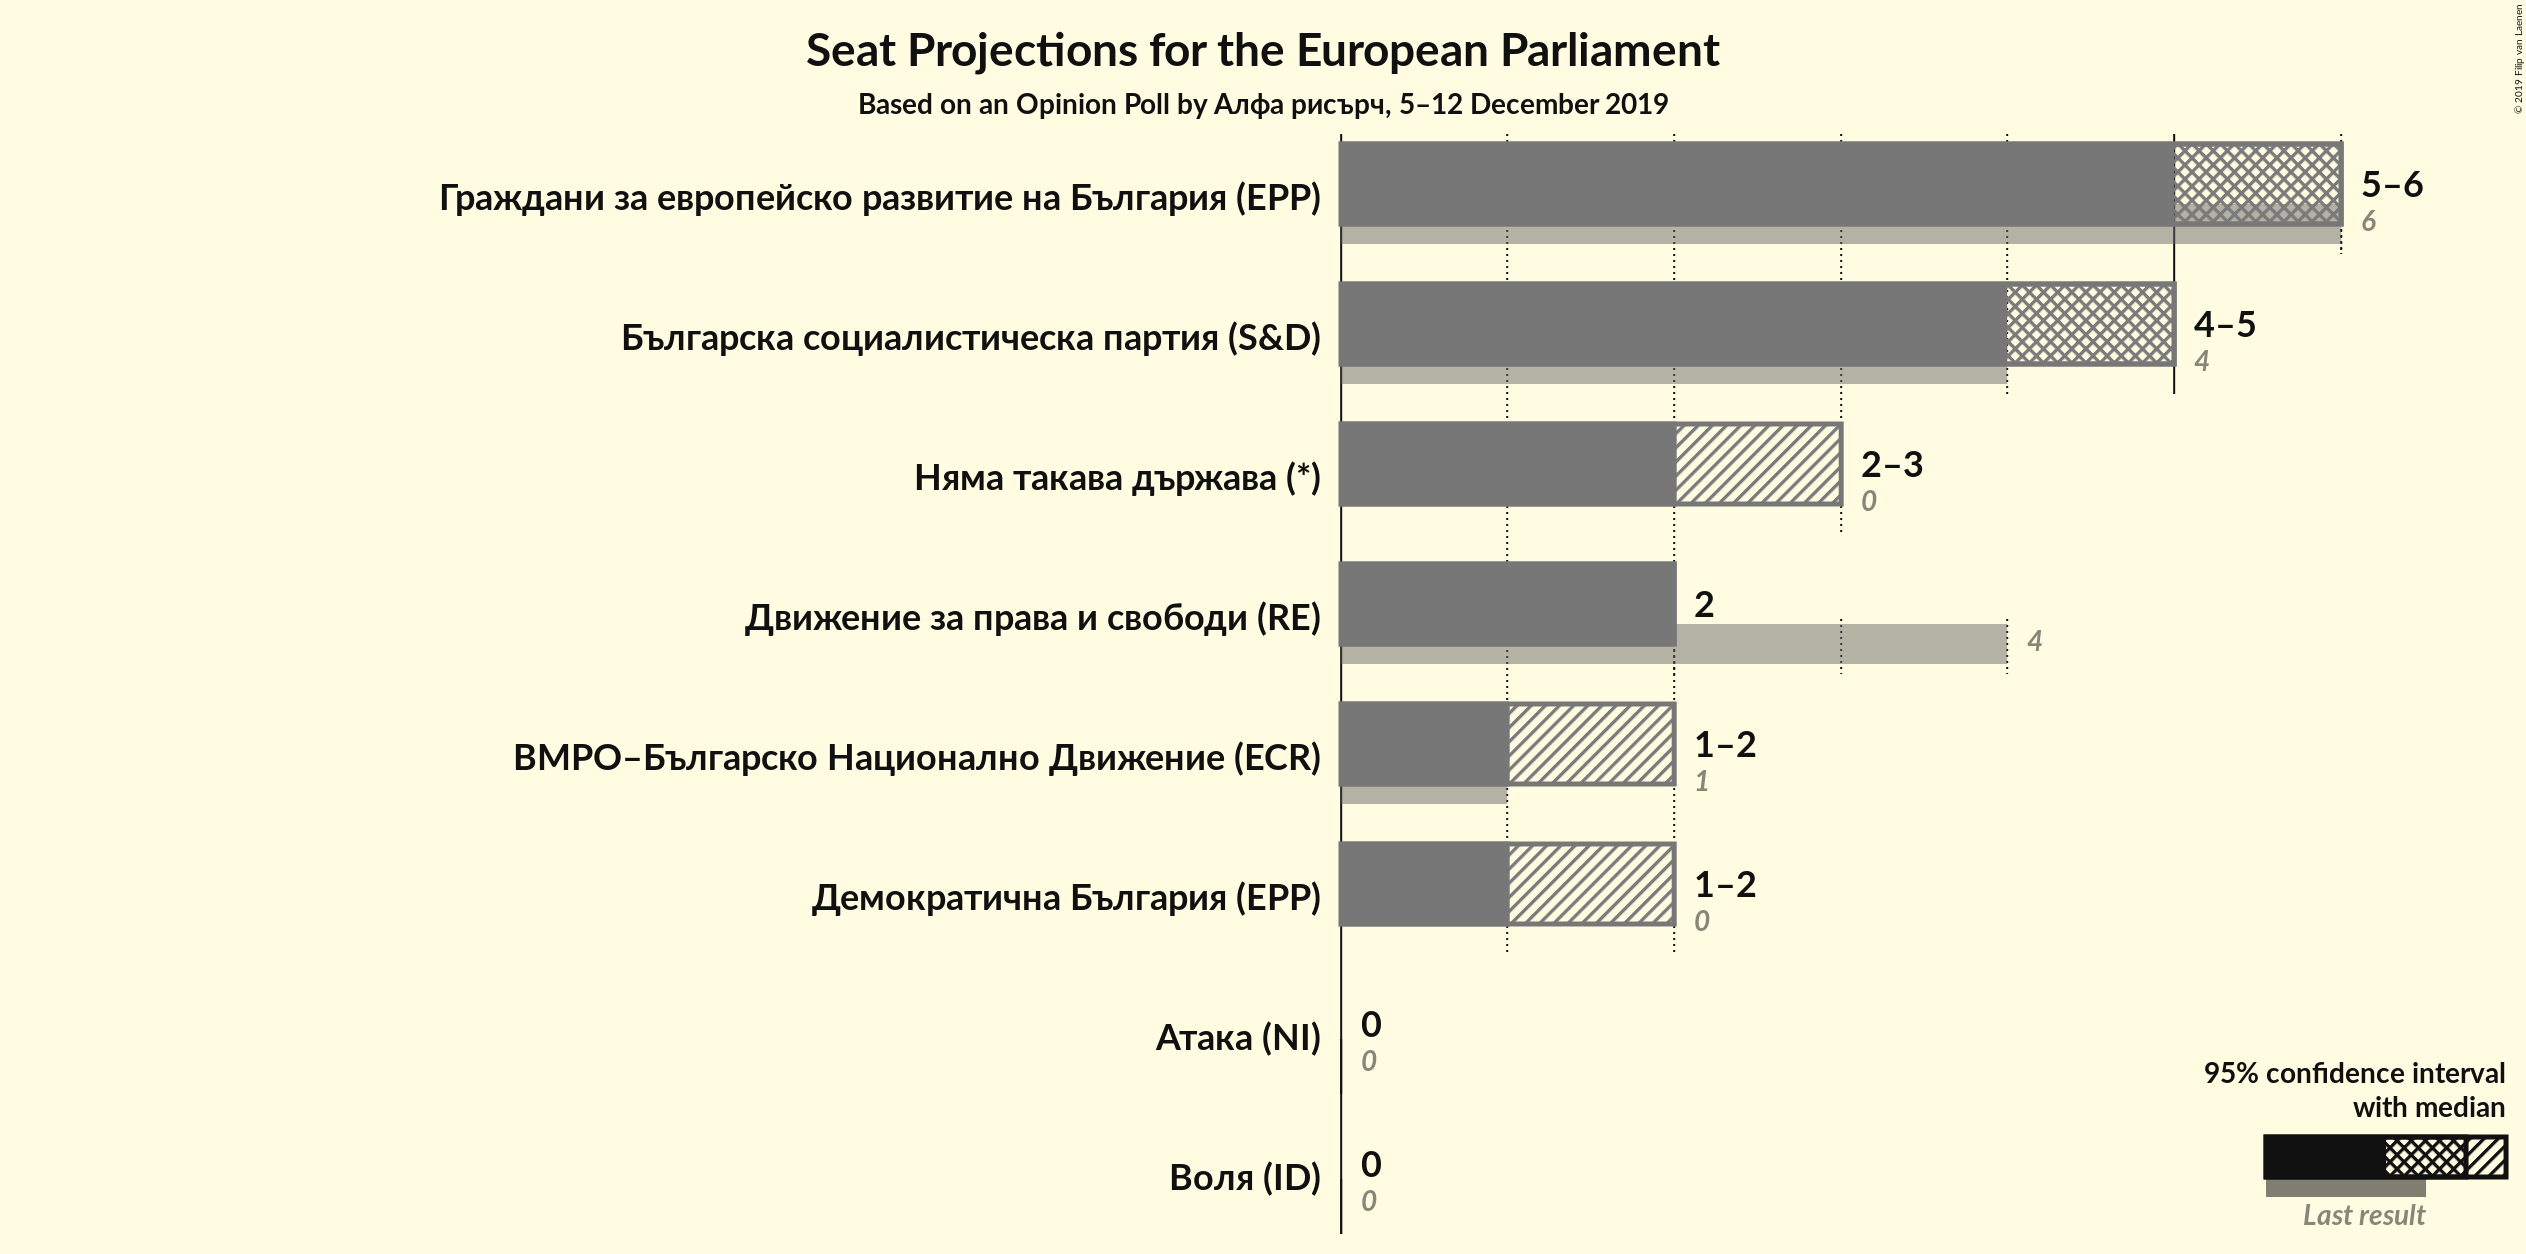 Seat Projections for the European Parliament
Based on an Opinion Poll by Алфа рисърч, 5–12 December 2019
© 2019 Filip van Laenen
Граждани за европейско развитие на България (EPP)
5–6
6
Българска социалистическа партия (S&D)
4–5
4
Няма такава държава (*)
2–3
0
Движение за права и свободи (RE)
2
4
ВМРО–Българско Национално Движение (ECR)
1–2
1
Демократична България (EPP)
1–2
0
Атака (NI)
0
0
Воля (ID)
0
0
95% confidence interval
with median
Last result